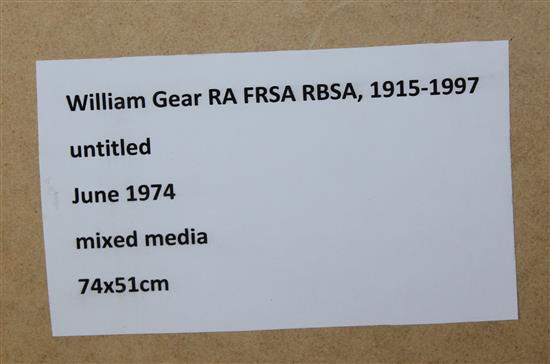 William Gear RA FRSA RBSA, 1915-1997
untitled
June 1974
mixed media
74x51cm